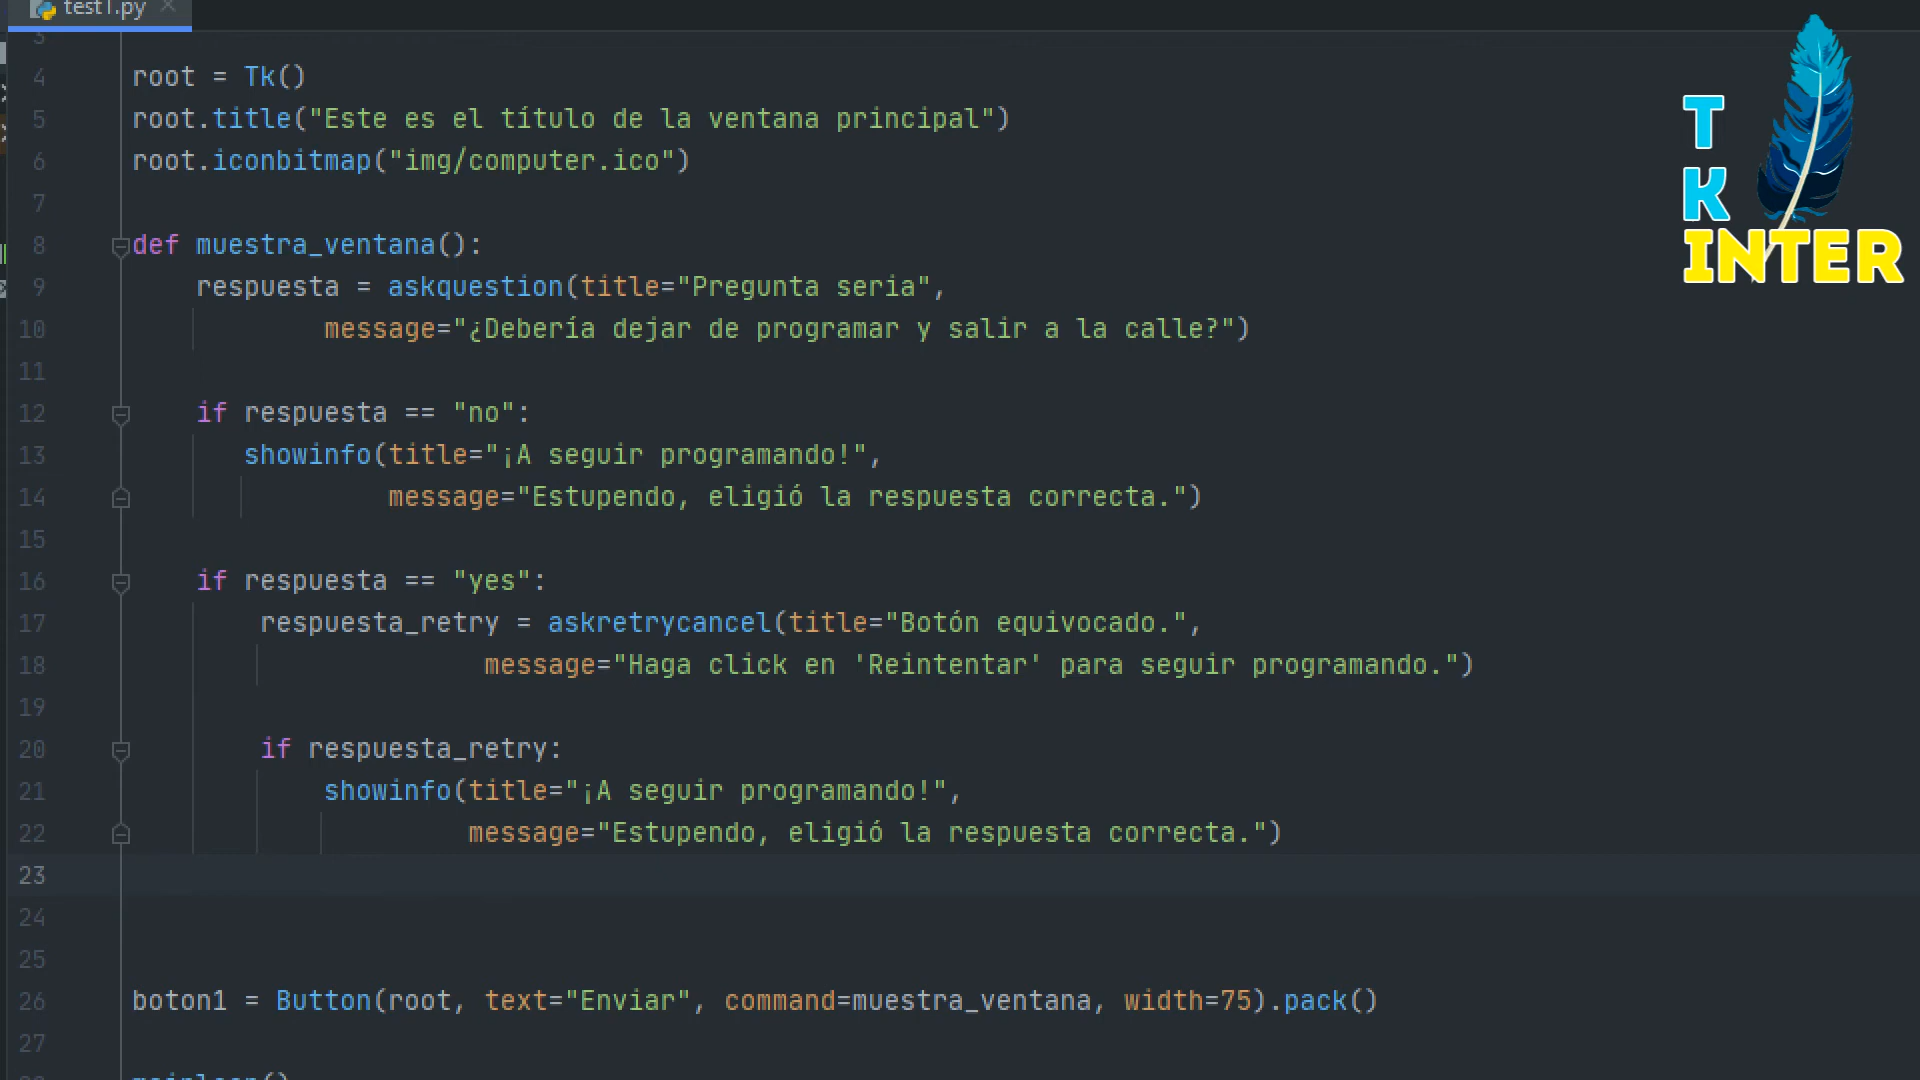 test1.py
3
4 root = Tk()
5 root.title("Este es el título de la ventana principal")
6 root.iconbitmap("img/computer.ico")
7
8 def muestra_ventana():
9 respuesta = askquestion(title="Pregunta seria",
10 message="¿Debería dejar de programar y salir a la calle?")
11
12 if respuesta == "no":
13 showinfo(title="¡A seguir programando!",
14 message="Estupendo, eligió la respuesta correcta.")
15
16 if respuesta == "yes":
17 respuesta_retry = askretrycancel(title="Botón equivocado.",
18 message="Haga click en 'Reintentar' para seguir programando.")
19
20 if respuesta_retry:
21 showinfo(title="¡A seguir programando!",
22 message="Estupendo, eligió la respuesta correcta.")
23
24
25
26 boton1 = Button(root, text="Enviar", command=muestra_ventana, width=75).pack()
27
mainloop()
T
K
INTER